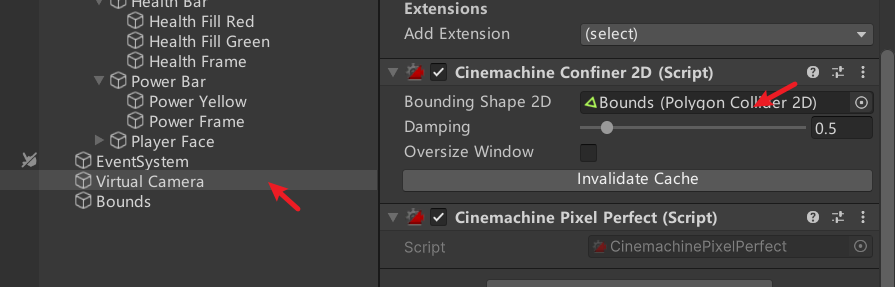 Health Bar
Health Fill Red
Health Fill Green
Health Frame
Power Bar
Power Yellow
Power Frame
Player Face
EventSystem
Virtual Camera
Bounds
Extensions
Add Extension (select)
Cinemachine Confiner 2D (Script)
Bounding Shape 2D Bounds (Polygon Collider 2D)
Damping 0.5
Oversize Window
Invalidate Cache
Cinemachine Pixel Perfect (Script)
Script CinemachinePixelPerfect